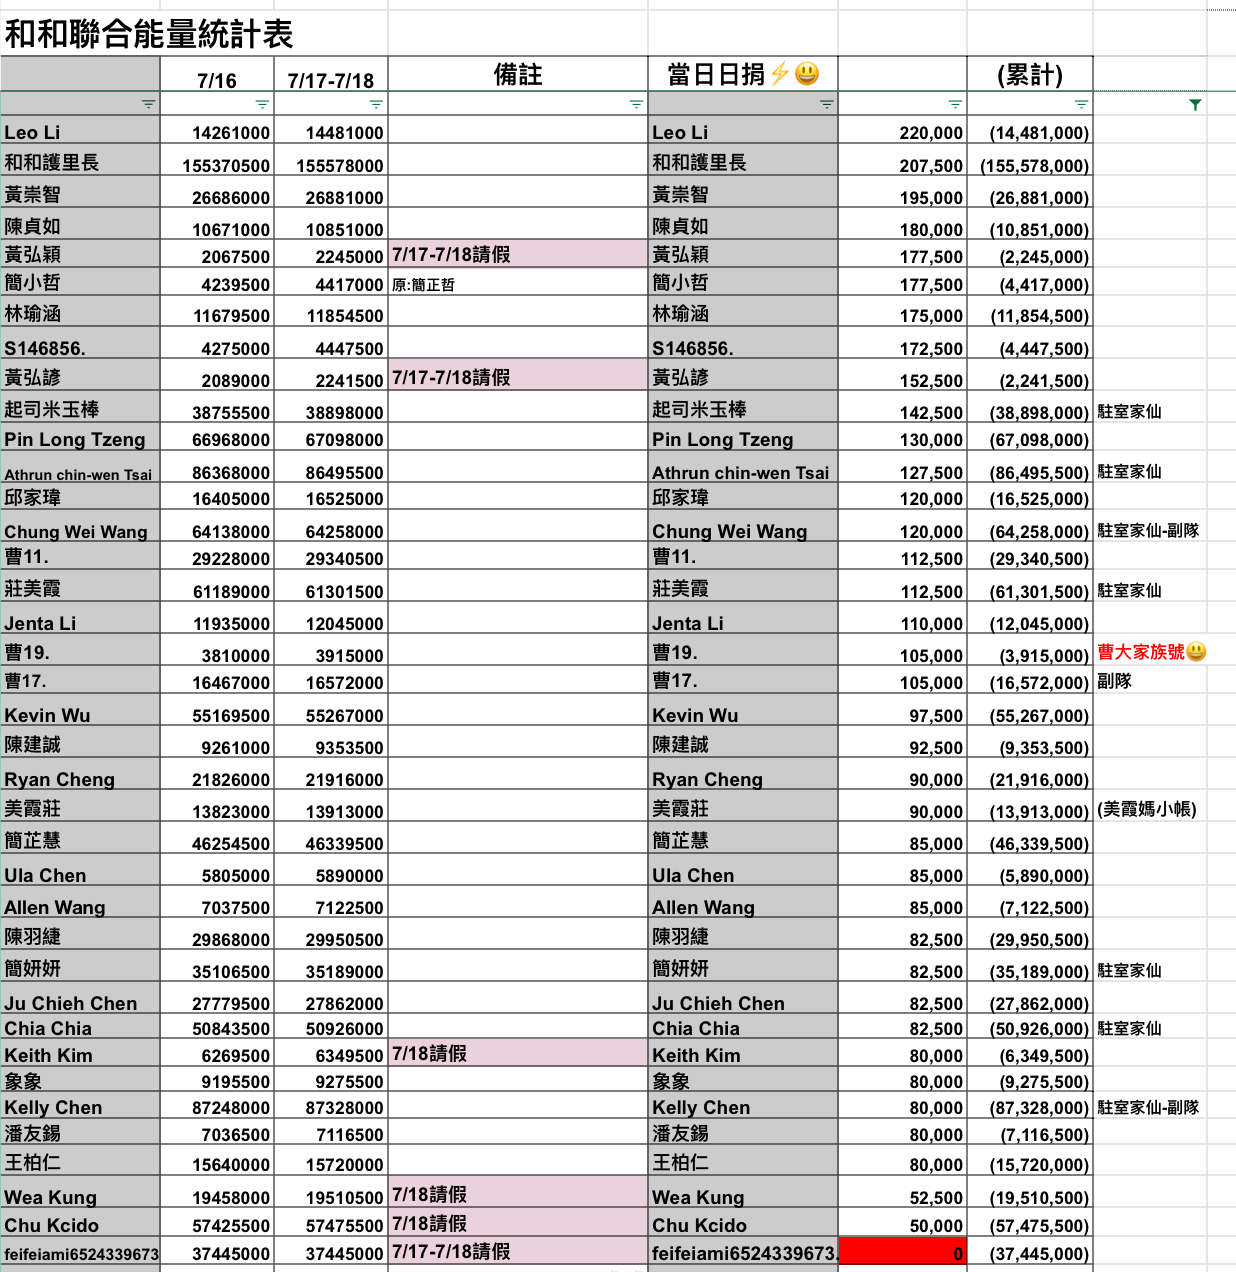 和和聯合能量統計表
7/16 7/17-7/18 備註 當日日捐⚡😃 (累計)
Leo Li 14261000 14481000 Leo Li 220,000 (14,481,000)
和和護里長 155370500 155578000 和和護里長 207,500 (155,578,000)
黃崇智 26686000 26881000 黃崇智 195,000 (26,881,000)
陳貞如 10671000 10851000 陳貞如 180,000 (10,851,000)
黃弘穎 2067500 2245000 7/17-7/18請假 黃弘穎 177,500 (2,245,000)
簡小哲 4239500 4417000 原:簡正哲 簡小哲 177,500 (4,417,000)
林瑜涵 11679500 11854500 林瑜涵 175,000 (11,854,500)
S146856. 4275000 4447500 S146856. 172,500 (4,447,500)
黃弘諺 2089000 2241500 7/17-7/18請假 黃弘諺 152,500 (2,241,500)
起司米玉棒 38755500 38898000 起司米玉棒 142,500 (38,898,000) 駐室家仙
Pin Long Tzeng 66968000 67098000 Pin Long Tzeng 130,000 (67,098,000)
Athrun chin-wen Tsai 86368000 86495500 Athrun chin-wen Tsai 127,500 (86,495,500) 駐室家仙
邱家瑋 16405000 16525000 邱家瑋 120,000 (16,525,000)
Chung Wei Wang 64138000 64258000 Chung Wei Wang 120,000 (64,258,000) 駐室家仙-副隊
曹11. 29228000 29340500 曹11. 112,500 (29,340,500)
莊美霞 61189000 61301500 莊美霞 112,500 (61,301,500) 駐室家仙
Jenta Li 11935000 12045000 Jenta Li 110,000 (12,045,000)
曹19. 3810000 3915000 曹19. 105,000 (3,915,000) 曹大家族號😃
曹17. 16467000 16572000 曹17. 105,000 (16,572,000) 副隊
Kevin Wu 55169500 55267000 Kevin Wu 97,500 (55,267,000)
陳建誠 9261000 9353500 陳建誠 92,500 (9,353,500)
Ryan Cheng 21826000 21916000 Ryan Cheng 90,000 (21,916,000)
美霞莊 13823000 13913000 美霞莊 90,000 (13,913,000) (美霞媽小帳)
簡芷慧 46254500 46339500 簡芷慧 85,000 (46,339,500)
Ula Chen 5805000 5890000 Ula Chen 85,000 (5,890,000)
Allen Wang 7037500 7122500 Allen Wang 85,000 (7,122,500)
陳羽緁 29868000 29950500 陳羽緁 82,500 (29,950,500)
簡妍妍 35106500 35189000 簡妍妍 82,500 (35,189,000) 駐室家仙
Ju Chieh Chen 27779500 27862000 Ju Chieh Chen 82,500 (27,862,000)
Chia Chia 50843500 50926000 Chia Chia 82,500 (50,926,000) 駐室家仙
Keith Kim 6269500 6349500 7/18請假 Keith Kim 80,000 (6,349,500)
象象 9195500 9275500 象象 80,000 (9,275,500)
Kelly Chen 87248000 87328000 Kelly Chen 80,000 (87,328,000) 駐室家仙-副隊
潘友錫 7036500 7116500 潘友錫 80,000 (7,116,500)
王柏仁 15640000 15720000 王柏仁 80,000 (15,720,000)
Wea Kung 19458000 19510500 7/18請假 Wea Kung 52,500 (19,510,500)
Chu Kcido 57425500 57475500 7/18請假 Chu Kcido 50,000 (57,475,500)
feifeiami6524339673 37445000 37445000 7/17-7/18請假 feifeiami6524339673. 0 (37,445,000)